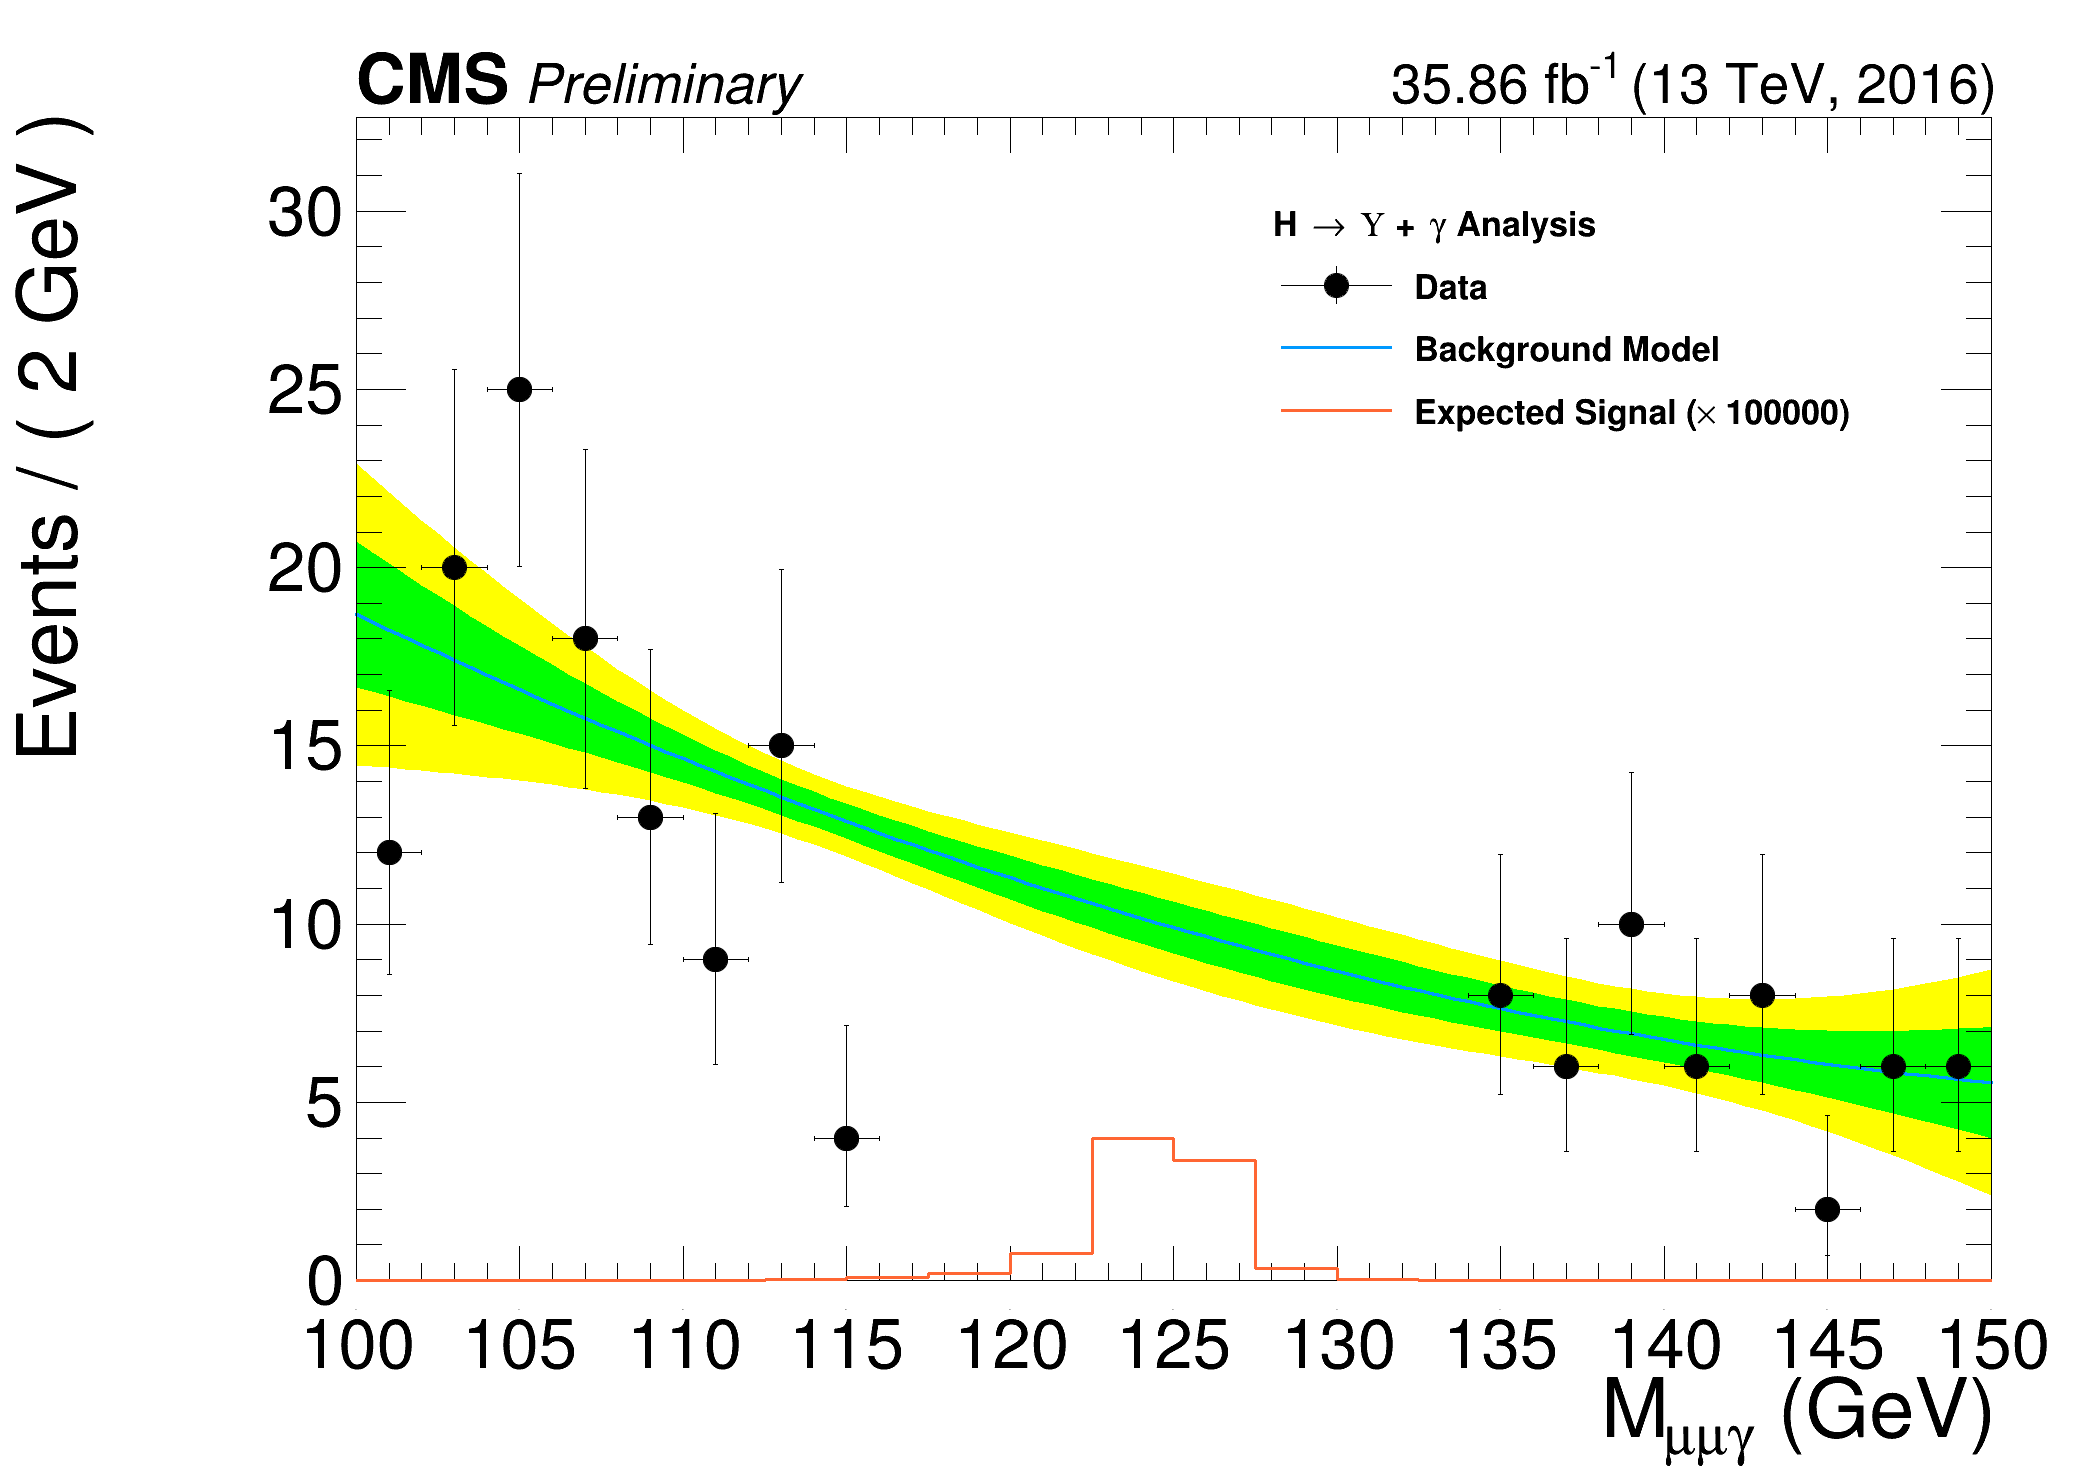 CMS Preliminary
35.86 fb⁻¹ (13 TeV, 2016)
Events / ( 2 GeV )
30
25
20
15
10
5
0
H → ϒ + γ Analysis
Data
Background Model
Expected Signal (× 100000)
100 105 110 115 120 125 130 135 140 145 150
M_μμγ (GeV)